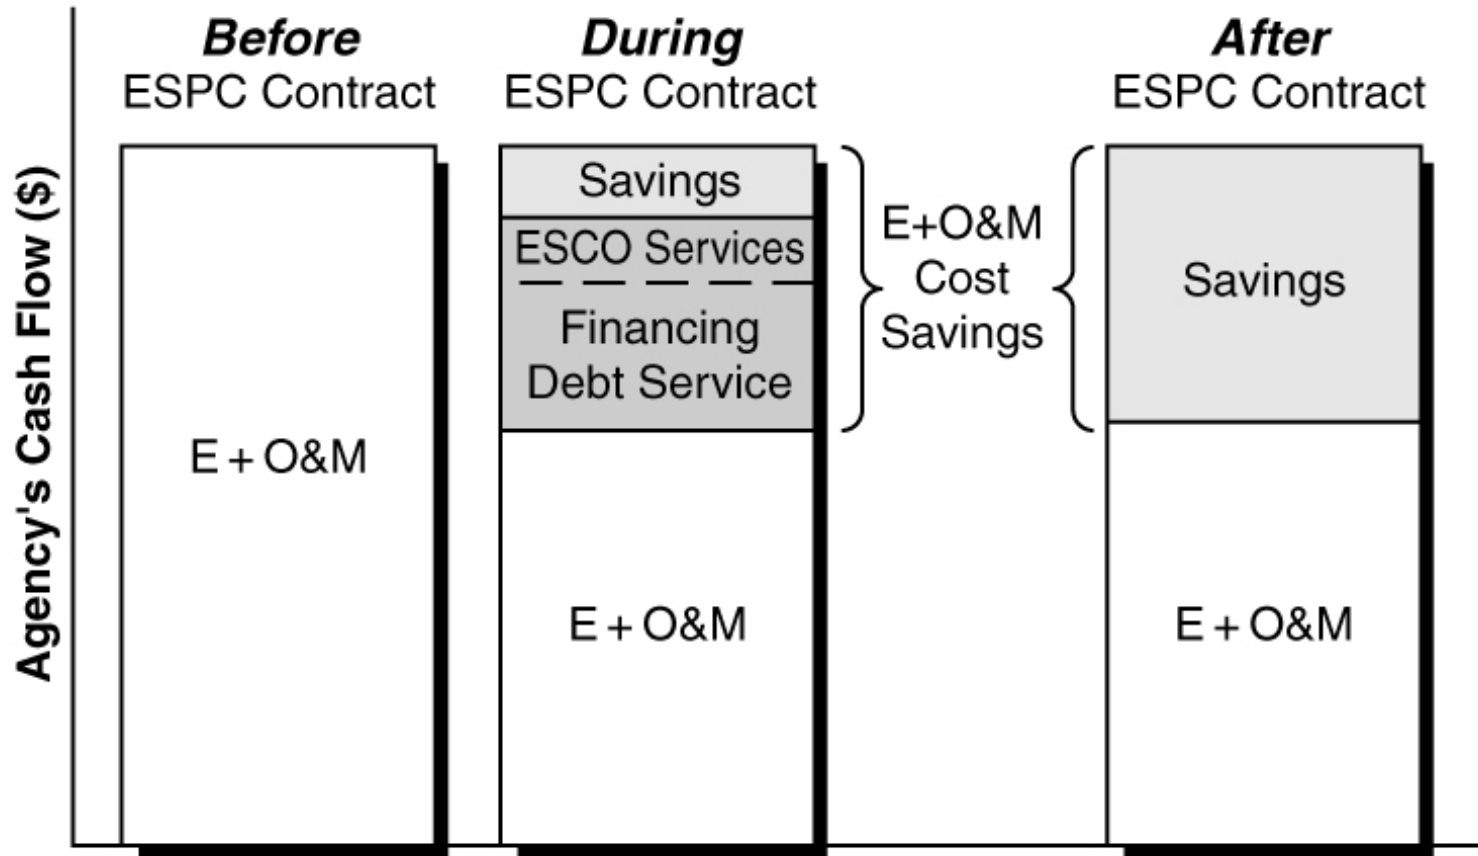 Before
ESPC Contract
During
ESPC Contract
After
ESPC Contract
Agency's Cash Flow ($)
E + O&M
Savings
ESCO Services
Financing
Debt Service
E + O&M
E+O&M
Cost
Savings
Savings
E + O&M